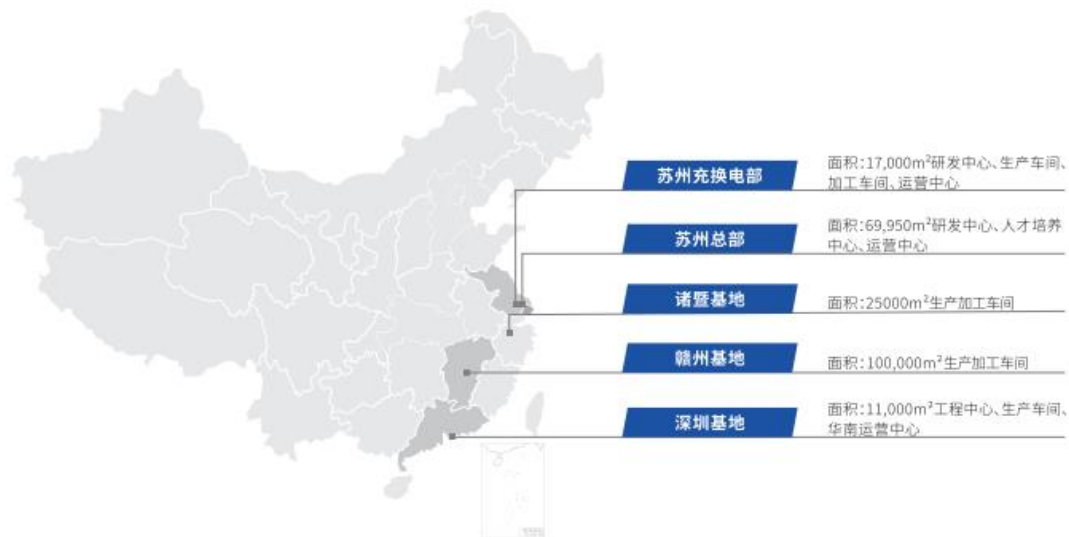 苏州充换电部
面积：17,000m²研发中心、生产车间、
加工车间、运营中心
苏州总部
面积：69,950m²研发中心、人才培养
中心、运营中心
诸暨基地
面积：25000m²生产加工车间
赣州基地
面积：100,000m²生产加工车间
深圳基地
面积：11,000m²工程中心、生产车间、
华南运营中心